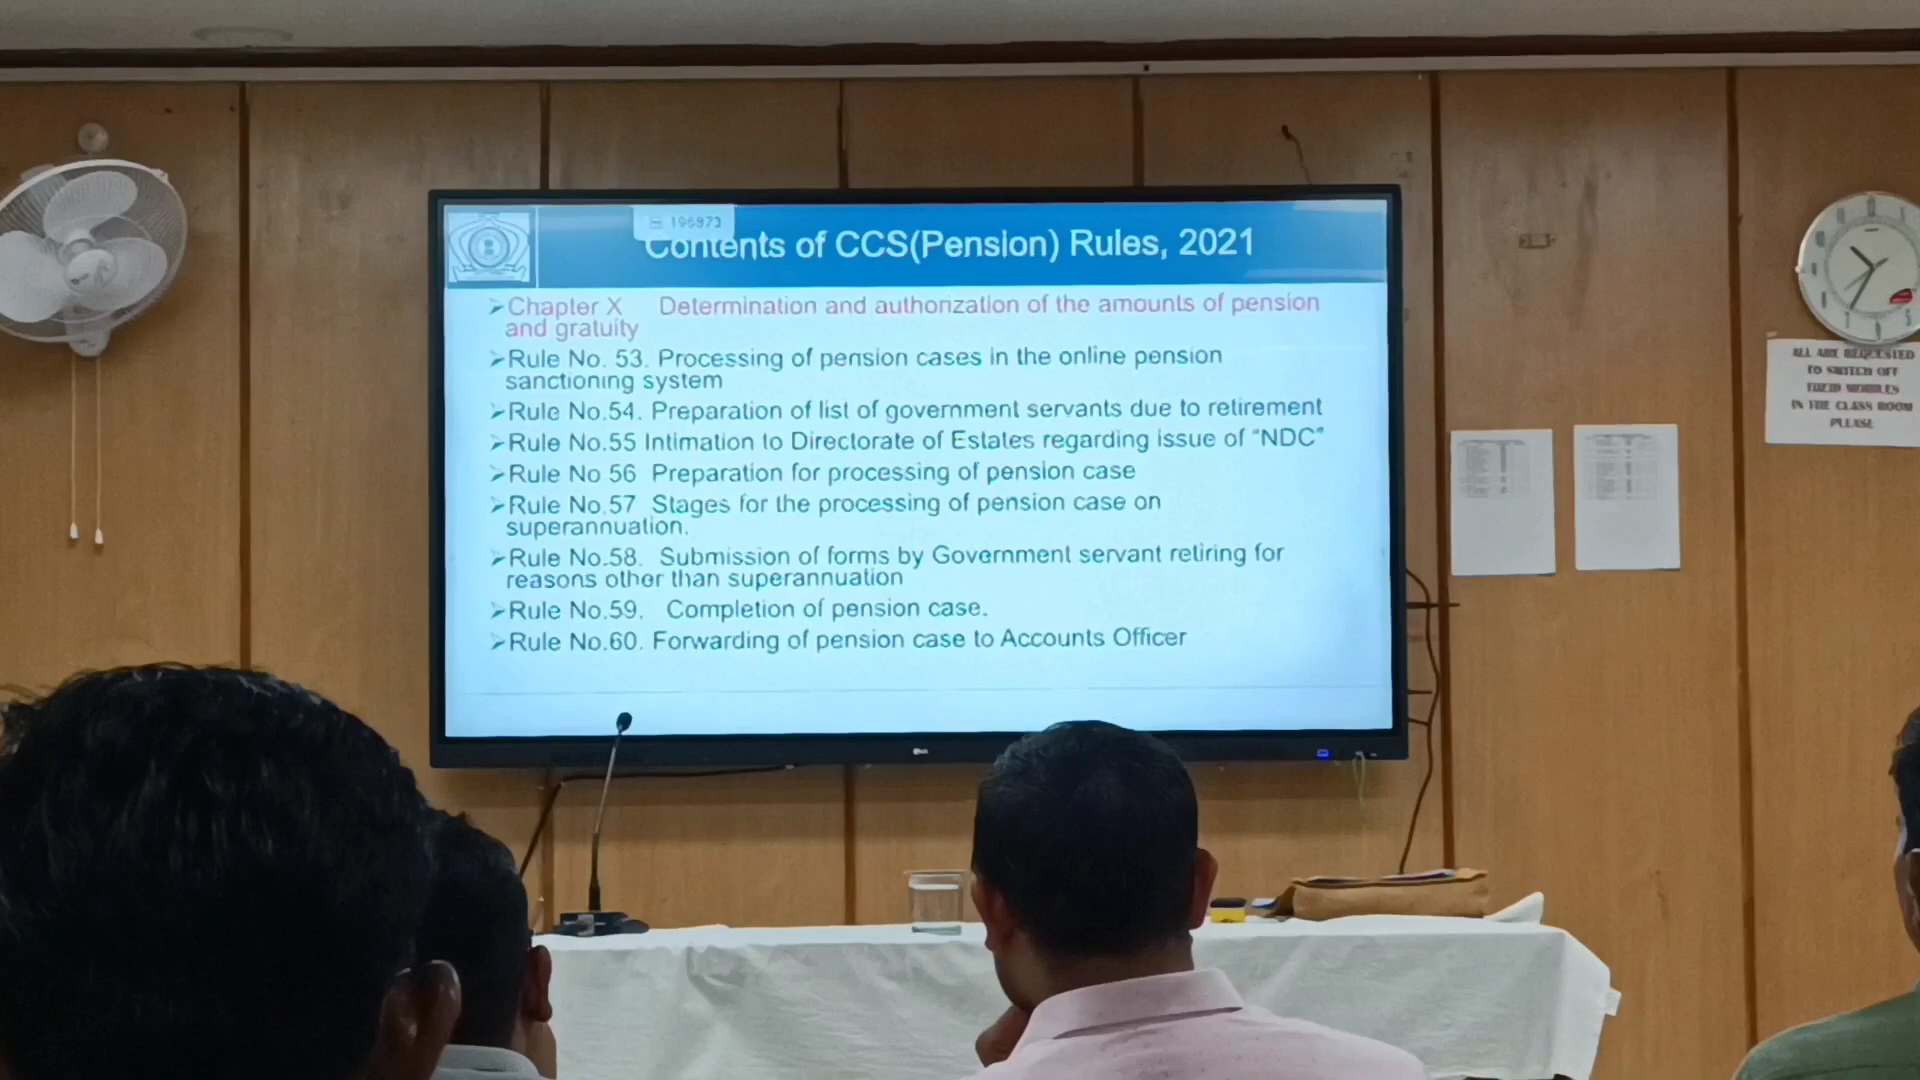 196973
Contents of CCS(Pension) Rules, 2021
➢Chapter X Determination and authorization of the amounts of pension
and gratuity
➢Rule No. 53. Processing of pension cases in the online pension
sanctioning system
➢Rule No.54. Preparation of list of government servants due to retirement
➢Rule No.55 Intimation to Directorate of Estates regarding issue of "NDC"
➢Rule No 56 Preparation for processing of pension case
➢Rule No.57 Stages for the processing of pension case on
superannuation.
➢Rule No.58. Submission of forms by Government servant retiring for
reasons other than superannuation
➢Rule No.59. Completion of pension case.
➢Rule No.60. Forwarding of pension case to Accounts Officer
ALL ARE REQUESTED
TO SWITCH OFF
THEIR MOBILES
IN THE CLASS ROOM
PLEASE